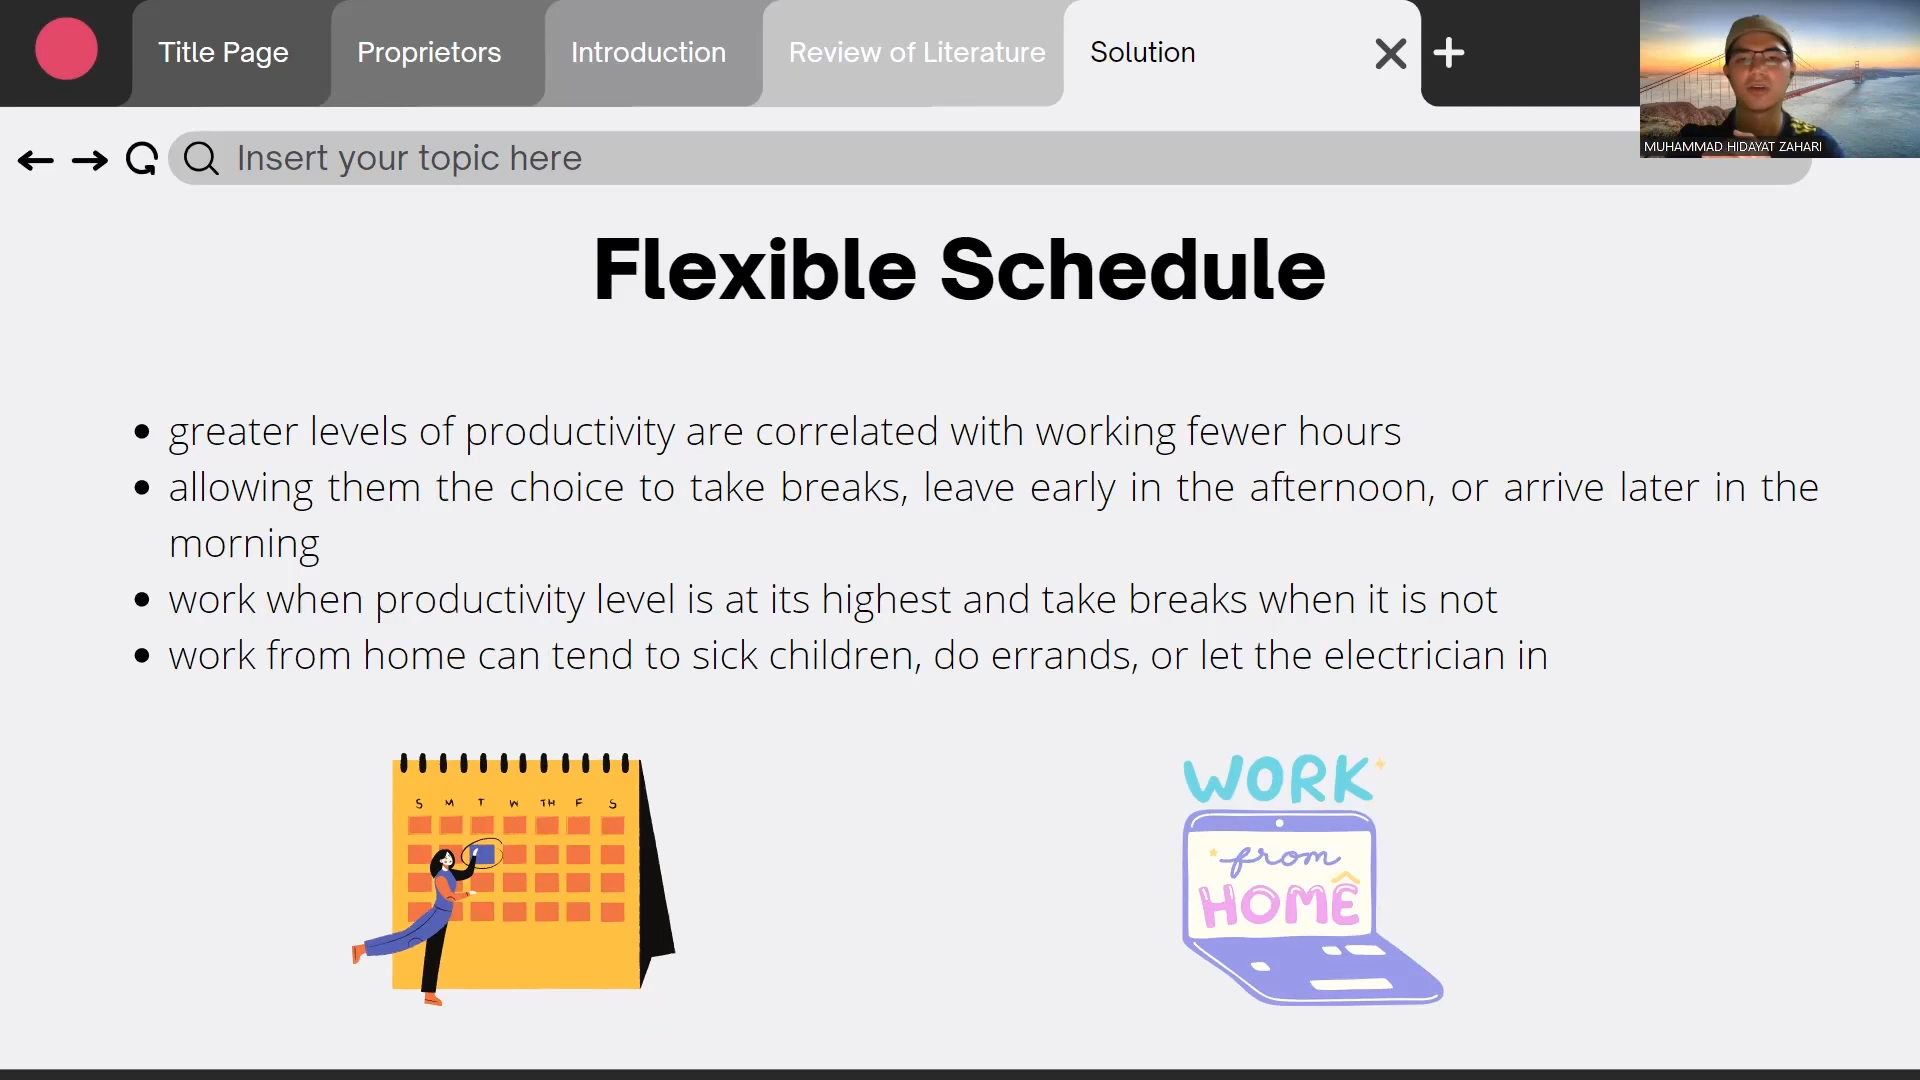 Title Page
Proprietors
Introduction
Review of Literature
Solution
MUHAMMAD HIDAYAT ZAHARI
Insert your topic here
Flexible Schedule
• greater levels of productivity are correlated with working fewer hours
• allowing them the choice to take breaks, leave early in the afternoon, or arrive later in the
morning
• work when productivity level is at its highest and take breaks when it is not
• work from home can tend to sick children, do errands, or let the electrician in
S M T W TH F S
WORK
from
HOME